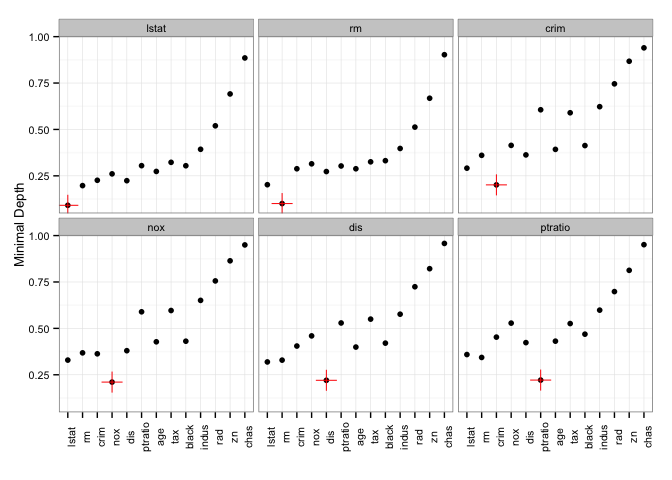 lstat rm crim
1.00
0.75
0.50
0.25
nox dis ptratio
1.00
0.75
0.50
0.25
Minimal Depth
lstat rm crim nox dis ptratio age tax black indus rad zn chas lstat rm crim nox dis ptratio age tax black indus rad zn chas lstat rm crim nox dis ptratio age tax black indus rad zn chas